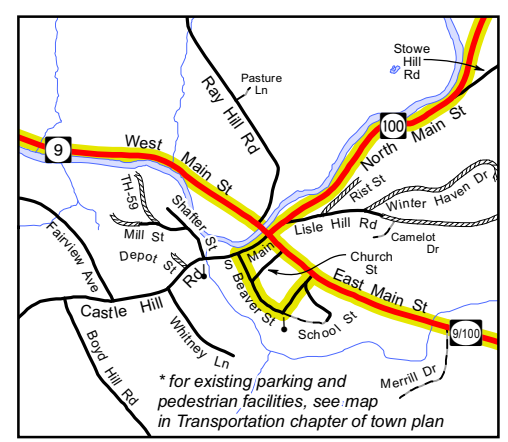 Stowe
Hill
Rd
Pasture
Ln
Ray Hill Rd
100
North Main St
9
West Main St
TH-59
Rist St
Winter Haven Dr
Shafter St
Mill St
Lisle Hill Rd
Camelot
Dr
Fairview Ave
Depot St
S Main
Church
St
Castle Hill Rd
S Beaver St
East Main St
School St
9/100
Boyd Hill Rd
Whitney Ln
Merrill Dr
* for existing parking and
pedestrian facilities, see map
in Transportation chapter of town plan